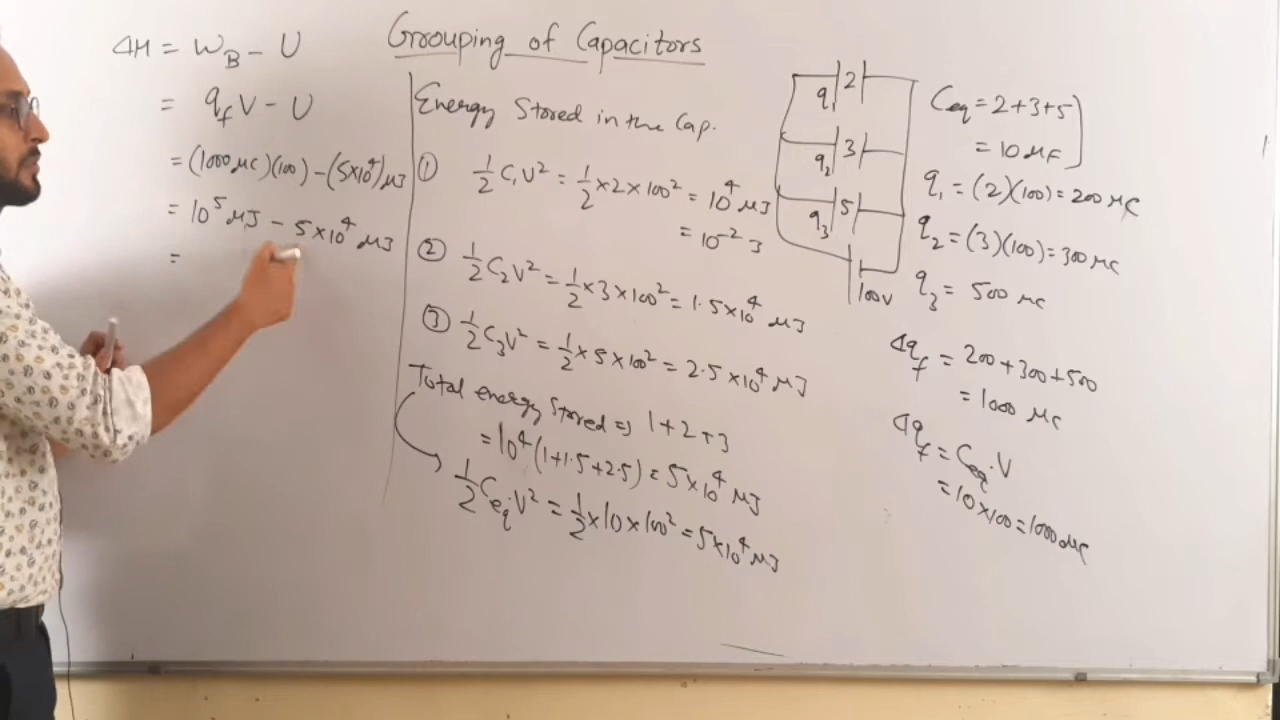 Grouping of Capacitors
ΔH = W_B - U
= q_f V - U
= (1000 μC)(100) - (5×10⁴) μJ
= 10⁵ μJ - 5×10⁴ μJ
=
Energy Stored in the Cap.
① 1/2 C₁V² = 1/2 × 2 × 100² = 10⁴ μJ
= 10⁻² J
② 1/2 C₂V² = 1/2 × 3 × 100² = 1.5×10⁴ μJ
③ 1/2 C₃V² = 1/2 × 5 × 100² = 2.5×10⁴ μJ
Total energy Stored ⇒ 1 + 2 + 3
= 10⁴ (1+1.5+2.5) = 5×10⁴ μJ
1/2 C_eq. V² = 1/2 × 10 × 100² = 5×10⁴ μJ
q₁ 2
q₂ 3
q₃ 5
100V
C_eq = 2+3+5
= 10 μF
q₁ = (2)(100) = 200 μC
q₂ = (3)(100) = 300 μC
q₃ = 500 μC
Δq_f = 200+300+500
= 1000 μC
Δq_f = C_eq. V
= 10×100 = 1000 μC